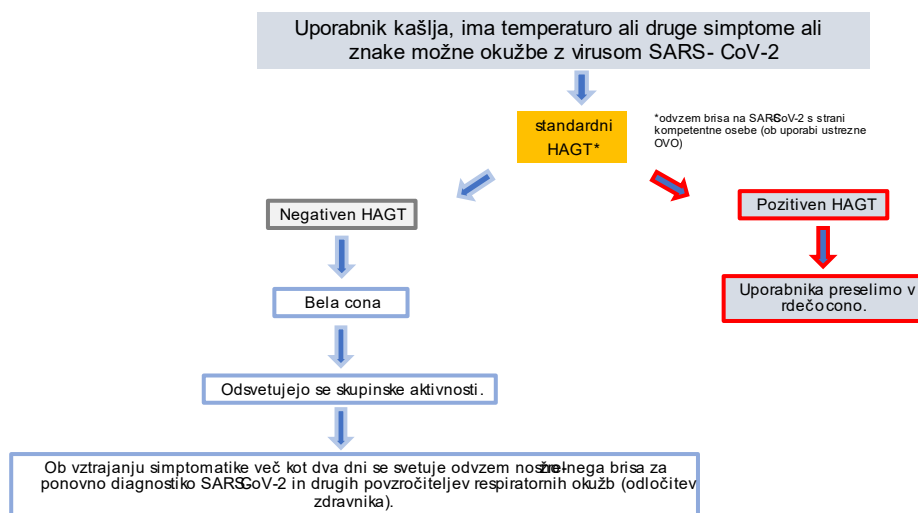 Uporabnik kašlja, ima temperaturo ali druge simptome ali
znake možne okužbe z virusom SARS- CoV-2
standardni
HAGT*
*odvzem brisa na SARS-CoV-2 s strani
kompetentne osebe (ob uporabi ustrezne
OVO)
Negativen HAGT
Pozitiven HAGT
Bela cona
Uporabnika preselimo v
rdečo cono.
Odsvetujejo se skupinske aktivnosti.
Ob vztrajanju simptomatike več kot dva dni se svetuje odvzem nosno-žrelnega brisa za
ponovno diagnostiko SARS-CoV-2 in drugih povzročiteljev respiratornih okužb (odločitev
zdravnika).